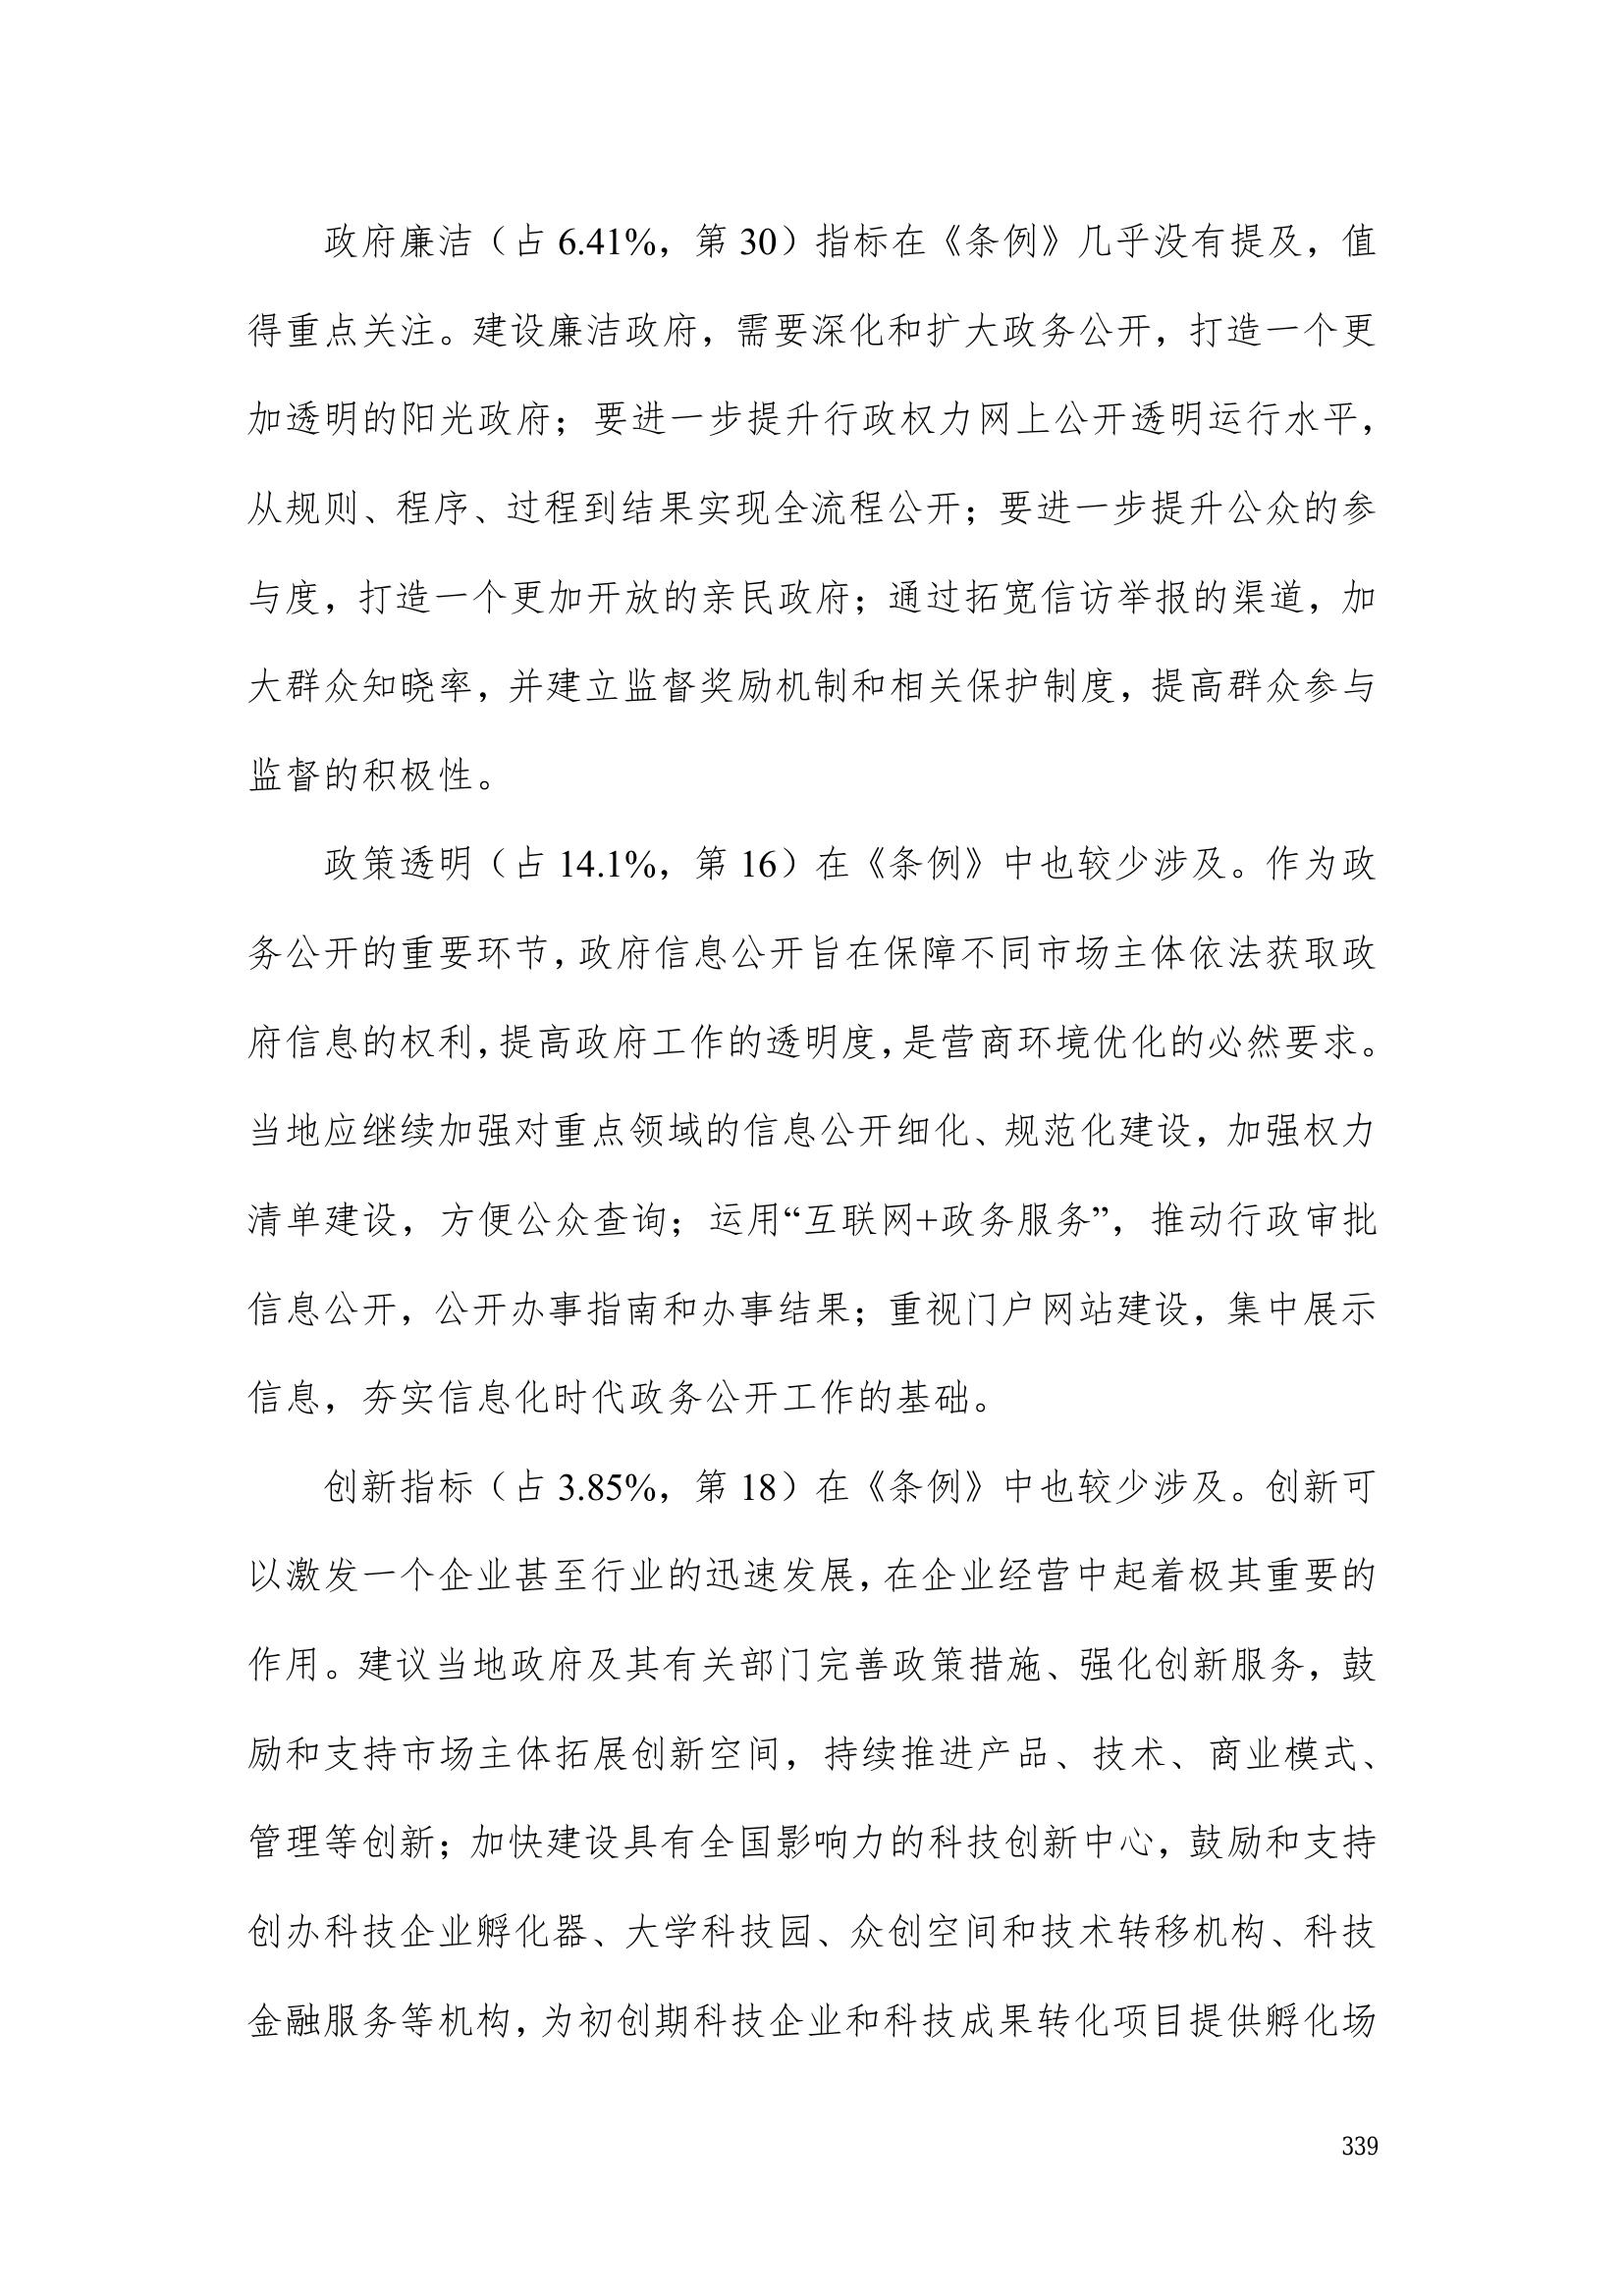 政府廉洁（占 6.41%，第 30）指标在《条例》几乎没有提及，值
得重点关注。建设廉洁政府，需要深化和扩大政务公开，打造一个更
加透明的阳光政府；要进一步提升行政权力网上公开透明运行水平，
从规则、程序、过程到结果实现全流程公开；要进一步提升公众的参
与度，打造一个更加开放的亲民政府；通过拓宽信访举报的渠道，加
大群众知晓率，并建立监督奖励机制和相关保护制度，提高群众参与
监督的积极性。
政策透明（占 14.1%，第 16）在《条例》中也较少涉及。作为政
务公开的重要环节，政府信息公开旨在保障不同市场主体依法获取政
府信息的权利，提高政府工作的透明度，是营商环境优化的必然要求。
当地应继续加强对重点领域的信息公开细化、规范化建设，加强权力
清单建设，方便公众查询；运用“互联网+政务服务”，推动行政审批
信息公开，公开办事指南和办事结果；重视门户网站建设，集中展示
信息，夯实信息化时代政务公开工作的基础。
创新指标（占 3.85%，第 18）在《条例》中也较少涉及。创新可
以激发一个企业甚至行业的迅速发展，在企业经营中起着极其重要的
作用。建议当地政府及其有关部门完善政策措施、强化创新服务，鼓
励和支持市场主体拓展创新空间，持续推进产品、技术、商业模式、
管理等创新；加快建设具有全国影响力的科技创新中心，鼓励和支持
创办科技企业孵化器、大学科技园、众创空间和技术转移机构、科技
金融服务等机构，为初创期科技企业和科技成果转化项目提供孵化场
339